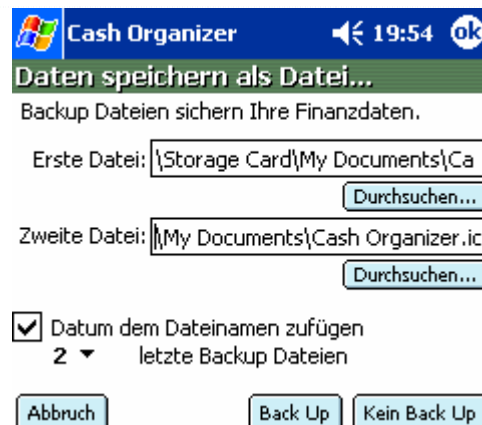 Cash Organizer 19:54 ok
Daten speichern als Datei...
Backup Dateien sichern Ihre Finanzdaten.
Erste Datei: \Storage Card\My Documents\Ca
Durchsuchen...
Zweite Datei: \My Documents\Cash Organizer.ic
Durchsuchen...
Datum dem Dateinamen zufügen
2 letzte Backup Dateien
Abbruch Back Up Kein Back Up